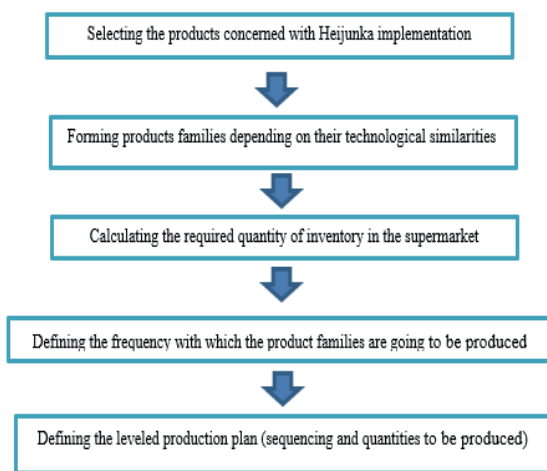 Selecting the products concerned with Heijunka implementation
Forming products families depending on their technological similarities
Calculating the required quantity of inventory in the supermarket
Defining the frequency with which the product families are going to be produced
Defining the leveled production plan (sequencing and quantities to be produced)